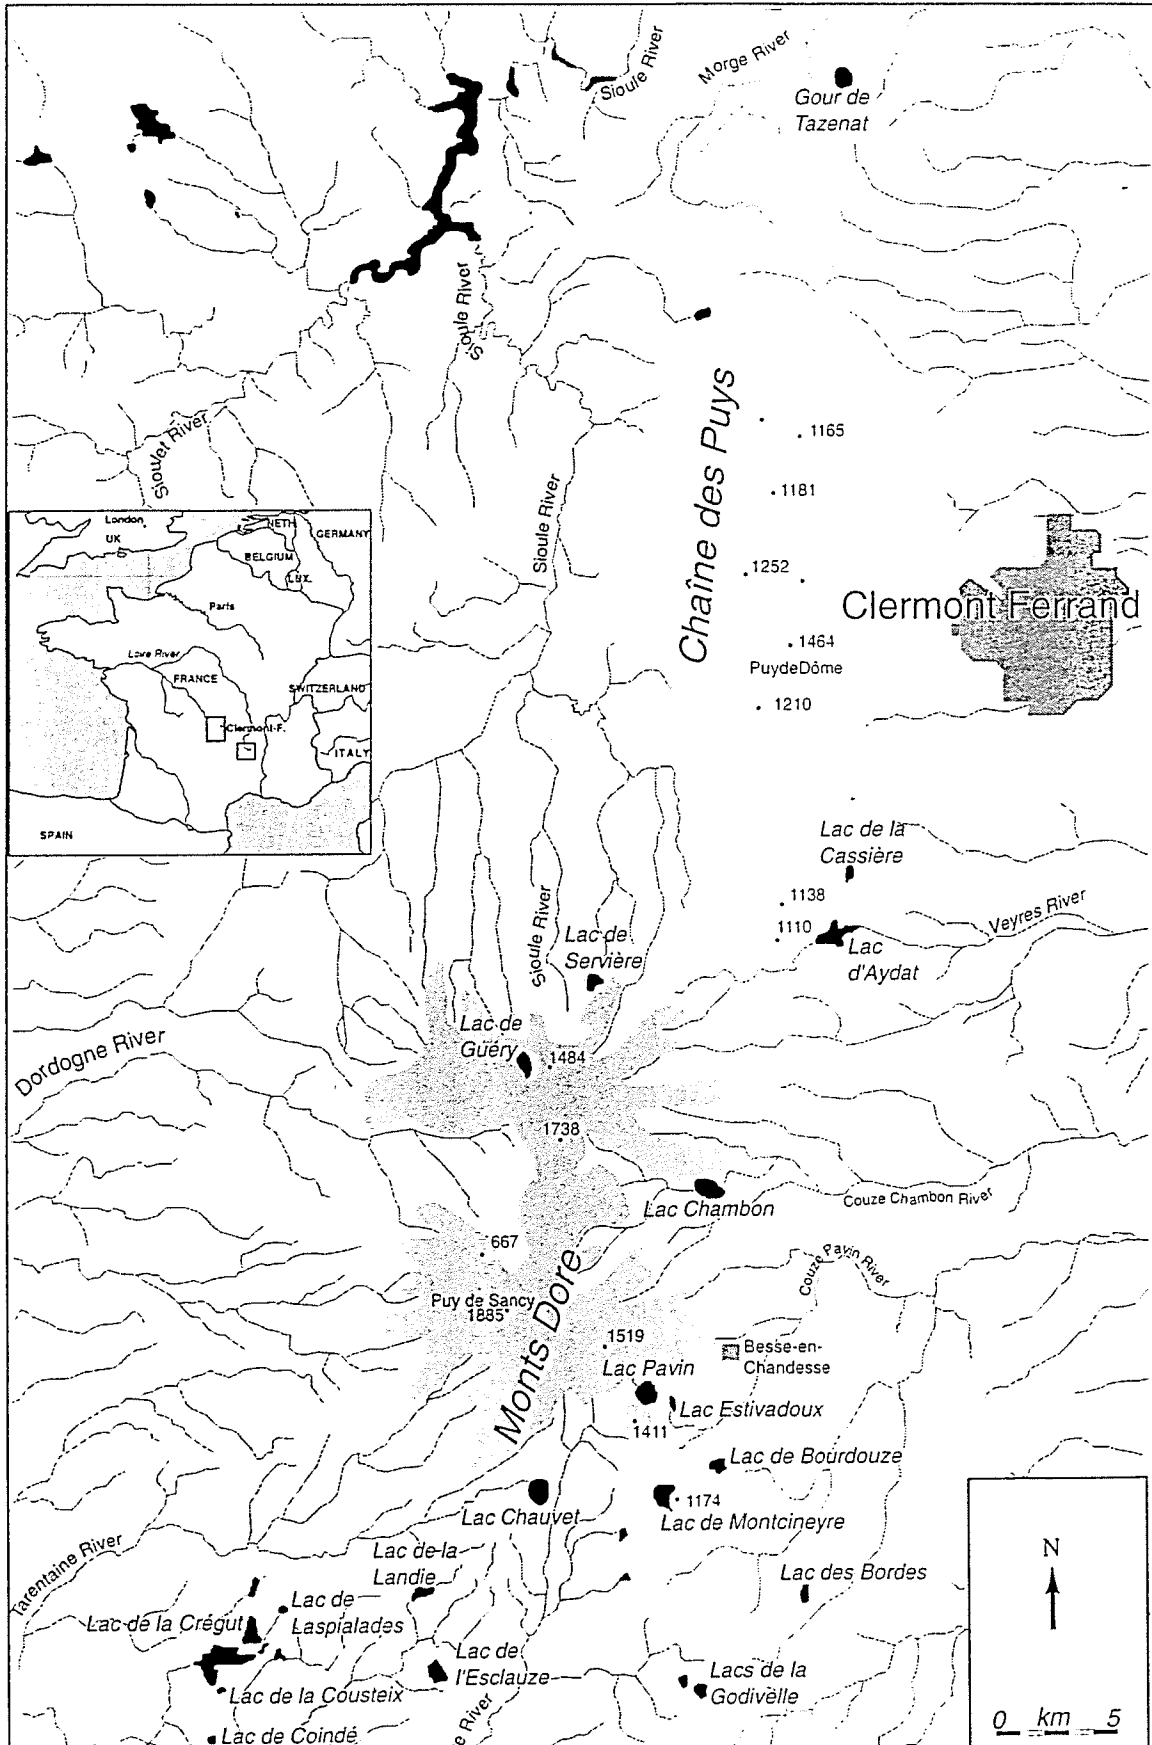 Sioule River
Morge River
Gour de
Tazenat
Sioule River
Sioulet River
Chaîne des Puys
1165
1181
Sioule River
1252
Clermont Ferrand
1464
PuydeDôme
1210
London
UK
NETH
GERMANY
BELGIUM
LUX.
Paris
Loire River
FRANCE
SWITZERLAND
Clermont-F.
ITALY
SPAIN
Lac de la
Cassière
1138
1110
Veyres River
Lac
d'Aydat
Sioule River
Lac de
Servière
Lac de
Guéry
1484
Dordogne River
1738
Lac Chambon
Couze Chambon River
667
Couze Pavin River
Puy de Sancy
1885
Monts Dore
1519
Besse-en-
Chandesse
Lac Pavin
Lac Estivadoux
1411
Lac de Bourdouze
Lac Chauvet
1174
Lac de Montcineyre
Tarentaine River
Lac de la
Landie
Lac des Bordes
Lac de
Laspialades
Lac de la Crégut
Lac de
l'Esclauze
Lacs de la
Godivelle
Lac de la Cousteix
Lac de Coindé
e River
N
0 km 5